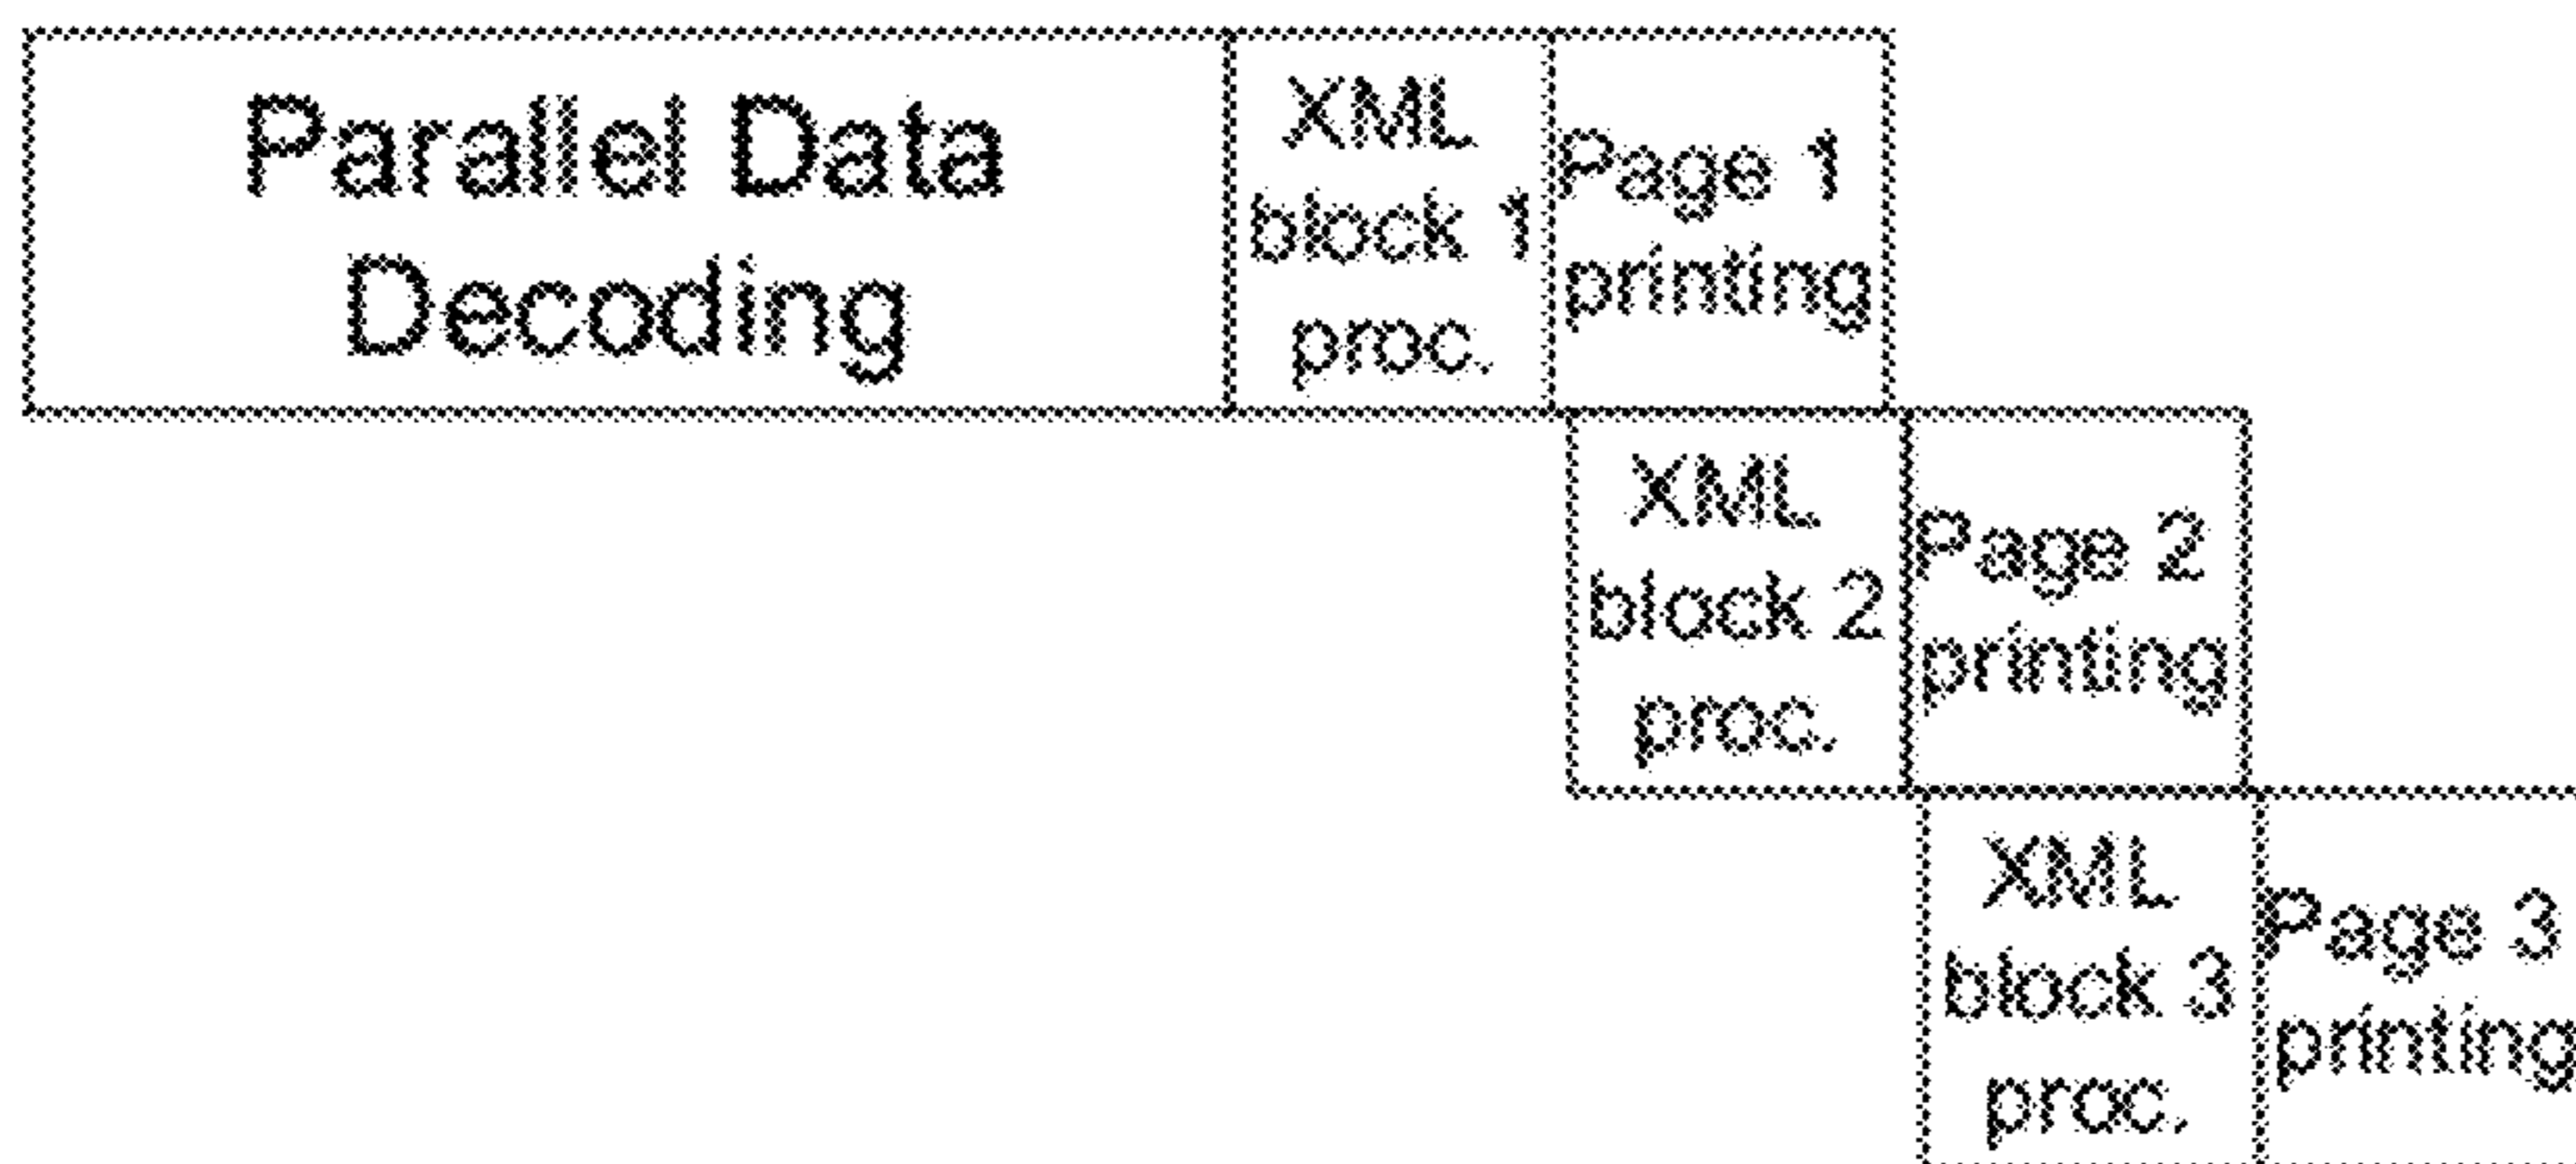 Parallel Data
Decoding
XML
block 1
proc.
Page 1
printing
XML
block 2
proc.
Page 2
printing
XML
block 3
proc.
Page 3
printing